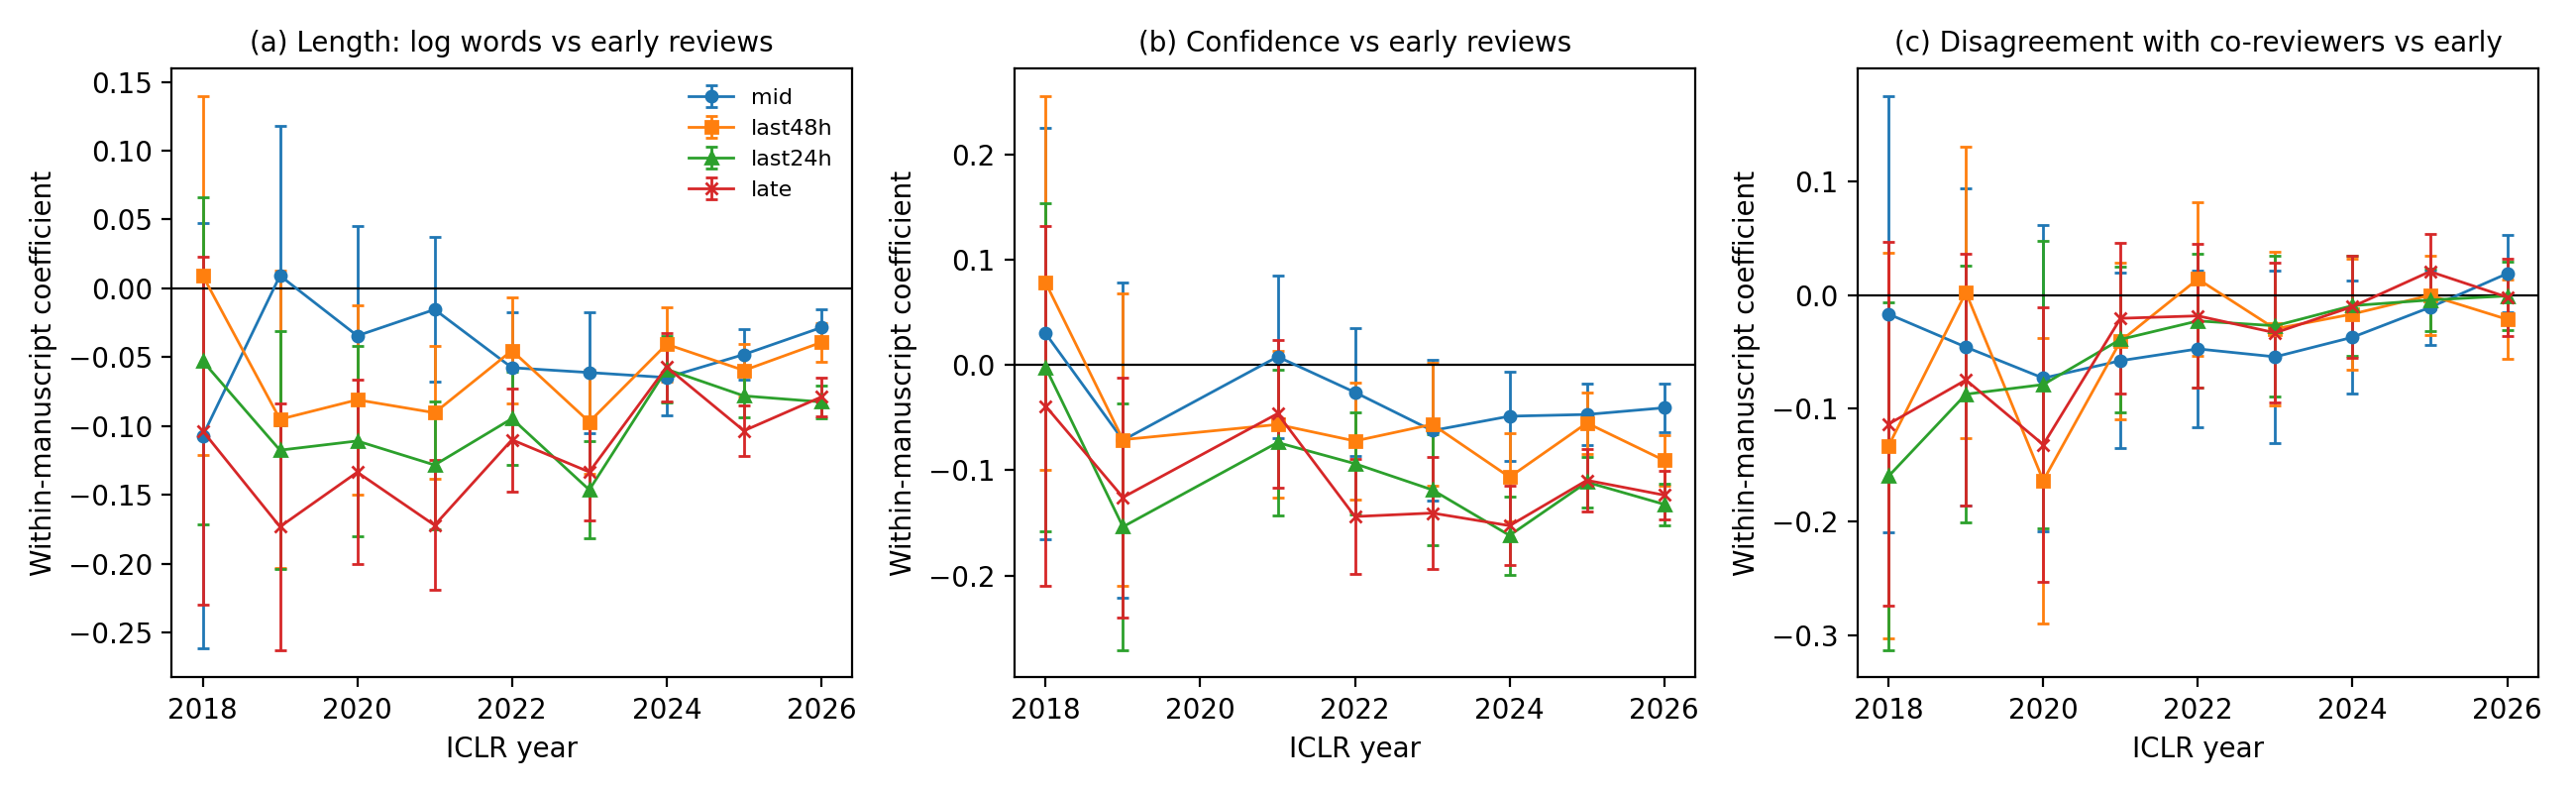 (a) Length: log words vs early reviews
Within-manuscript coefficient
0.15
0.10
0.05
0.00
−0.05
−0.10
−0.15
−0.20
−0.25
mid
last48h
last24h
late
2018 2020 2022 2024 2026
ICLR year
(b) Confidence vs early reviews
Within-manuscript coefficient
0.2
0.1
0.0
−0.1
−0.2
2018 2020 2022 2024 2026
ICLR year
(c) Disagreement with co-reviewers vs early
Within-manuscript coefficient
0.1
0.0
−0.1
−0.2
−0.3
2018 2020 2022 2024 2026
ICLR year